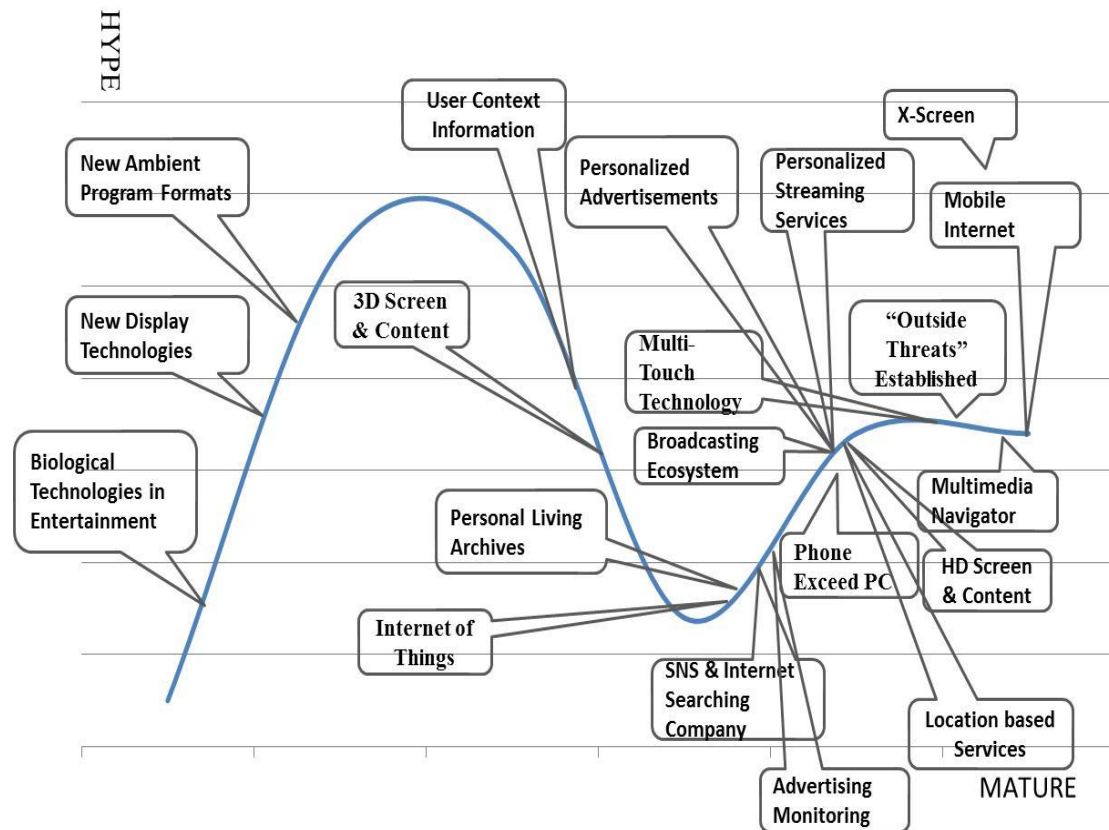 HYPE
New Ambient
Program Formats
New Display
Technologies
Biological
Technologies in
Entertainment
User Context
Information
3D Screen
& Content
Personal Living
Archives
Internet of
Things
Personalized
Advertisements
Personalized
Streaming
Services
X-Screen
Mobile
Internet
"Outside
Threats"
Established
Multi-
Touch
Technology
Broadcasting
Ecosystem
Multimedia
Navigator
Phone
Exceed PC
HD Screen
& Content
SNS & Internet
Searching
Company
Location based
Services
Advertising
Monitoring
MATURE